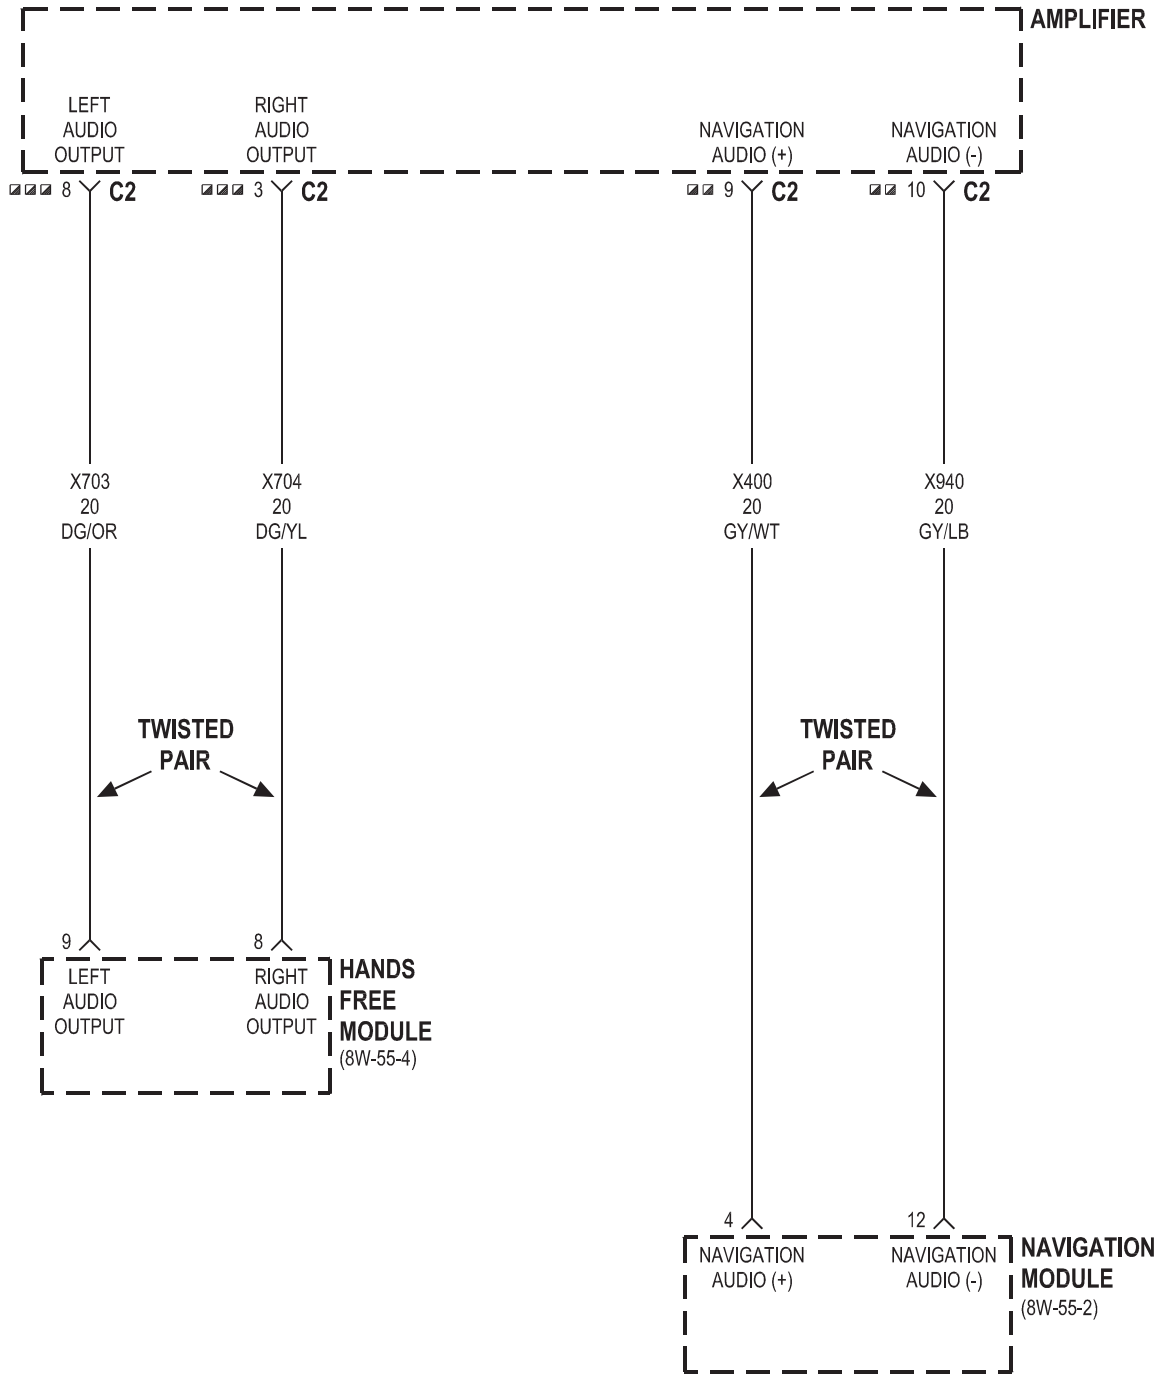 AMPLIFIER
LEFT
AUDIO
OUTPUT
RIGHT
AUDIO
OUTPUT
NAVIGATION
AUDIO (+)
NAVIGATION
AUDIO (-)
8 C2
3 C2
9 C2
10 C2
X703
20
DG/OR
X704
20
DG/YL
X400
20
GY/WT
X940
20
GY/LB
TWISTED
PAIR
TWISTED
PAIR
9
8
LEFT
AUDIO
OUTPUT
RIGHT
AUDIO
OUTPUT
HANDS
FREE
MODULE
(8W-55-4)
4
12
NAVIGATION
AUDIO (+)
NAVIGATION
AUDIO (-)
NAVIGATION
MODULE
(8W-55-2)